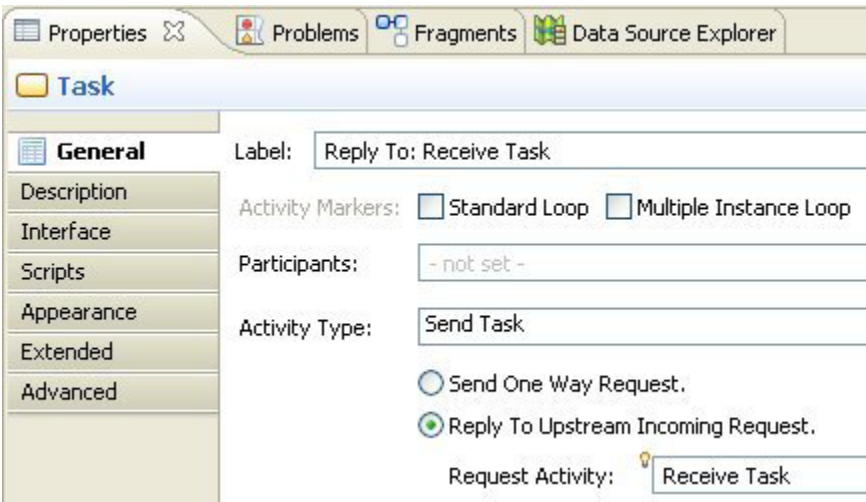 Properties Problems Fragments Data Source Explorer
Task
General
Description
Interface
Scripts
Appearance
Extended
Advanced
Label: Reply To: Receive Task
Activity Markers: Standard Loop Multiple Instance Loop
Participants: - not set -
Activity Type: Send Task
Send One Way Request.
Reply To Upstream Incoming Request.
Request Activity: Receive Task